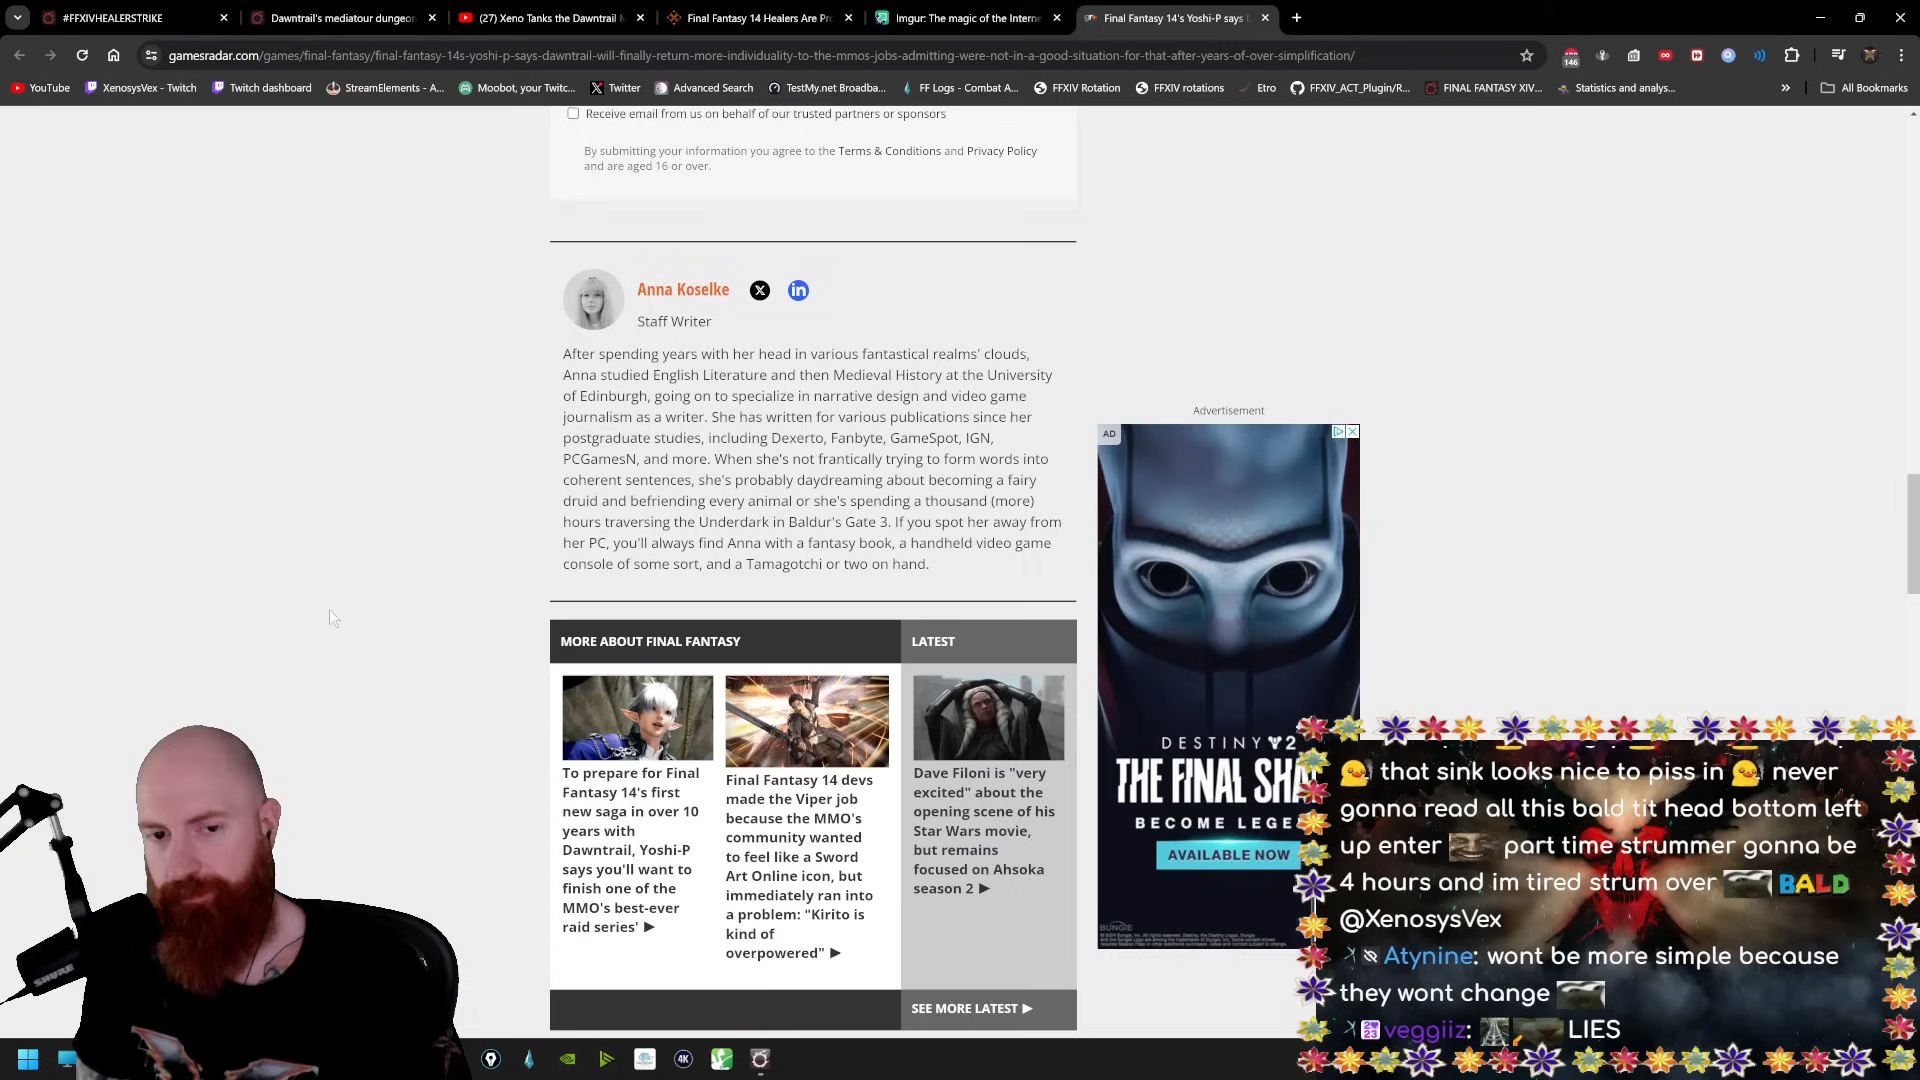 #FFXIVHEALERSTRIKE
Dawntrail's mediatour dungeon
(27) Xeno Tanks the Dawntrail
Final Fantasy 14 Healers Are Pr
Imgur: The magic of the Interne
Final Fantasy 14's Yoshi-P says
gamesradar.com/games/final-fantasy/final-fantasy-14s-yoshi-p-says-dawntrail-will-finally-return-more-individuality-to-the-mmos-jobs-admitting-were-not-in-a-good-situation-for-that-after-years-of-over-simplification/
146
YouTube
XenosysVex - Twitch
Twitch dashboard
StreamElements - A...
Moobot, your Twitc...
Twitter
Advanced Search
TestMy.net Broadba...
FF Logs - Combat A...
FFXIV Rotation
FFXIV rotations
Etro
FFXIV_ACT_Plugin/R...
FINAL FANTASY XIV...
Statistics and analys...
All Bookmarks
Receive email from us on behalf of our trusted partners or sponsors
By submitting your information you agree to the Terms & Conditions and Privacy Policy
and are aged 16 or over.
Anna Koselke
Staff Writer
After spending years with her head in various fantastical realms' clouds,
Anna studied English Literature and then Medieval History at the University
of Edinburgh, going on to specialize in narrative design and video game
journalism as a writer. She has written for various publications since her
postgraduate studies, including Dexerto, Fanbyte, GameSpot, IGN,
PCGamesN, and more. When she's not frantically trying to form words into
coherent sentences, she's probably daydreaming about becoming a fairy
druid and befriending every animal or she's spending a thousand (more)
hours traversing the Underdark in Baldur's Gate 3. If you spot her away from
her PC, you'll always find Anna with a fantasy book, a handheld video game
console of some sort, and a Tamagotchi or two on hand.
MORE ABOUT FINAL FANTASY
LATEST
To prepare for Final
Fantasy 14's first
new saga in over 10
years with
Dawntrail, Yoshi-P
says you'll want to
finish one of the
MMO's best-ever
raid series' ▶
Final Fantasy 14 devs
made the Viper job
because the MMO's
community wanted
to feel like a Sword
Art Online icon, but
immediately ran into
a problem: "Kirito is
kind of
overpowered" ▶
Dave Filoni is "very
excited" about the
opening scene of his
Star Wars movie,
but remains
focused on Ahsoka
season 2 ▶
SEE MORE LATEST ▶
Advertisement
AD
DESTINY 2
THE FINAL SHA
BECOME LEGE
AVAILABLE NOW
BUNGIE
SHURE
4K
that sink looks nice to piss in never
gonna read all this bald tit head bottom left
up enter part time strummer gonna be
4 hours and im tired strum over BALD
@XenosysVex
Atynine: wont be more simple because
they wont change
veggiiz: LIES